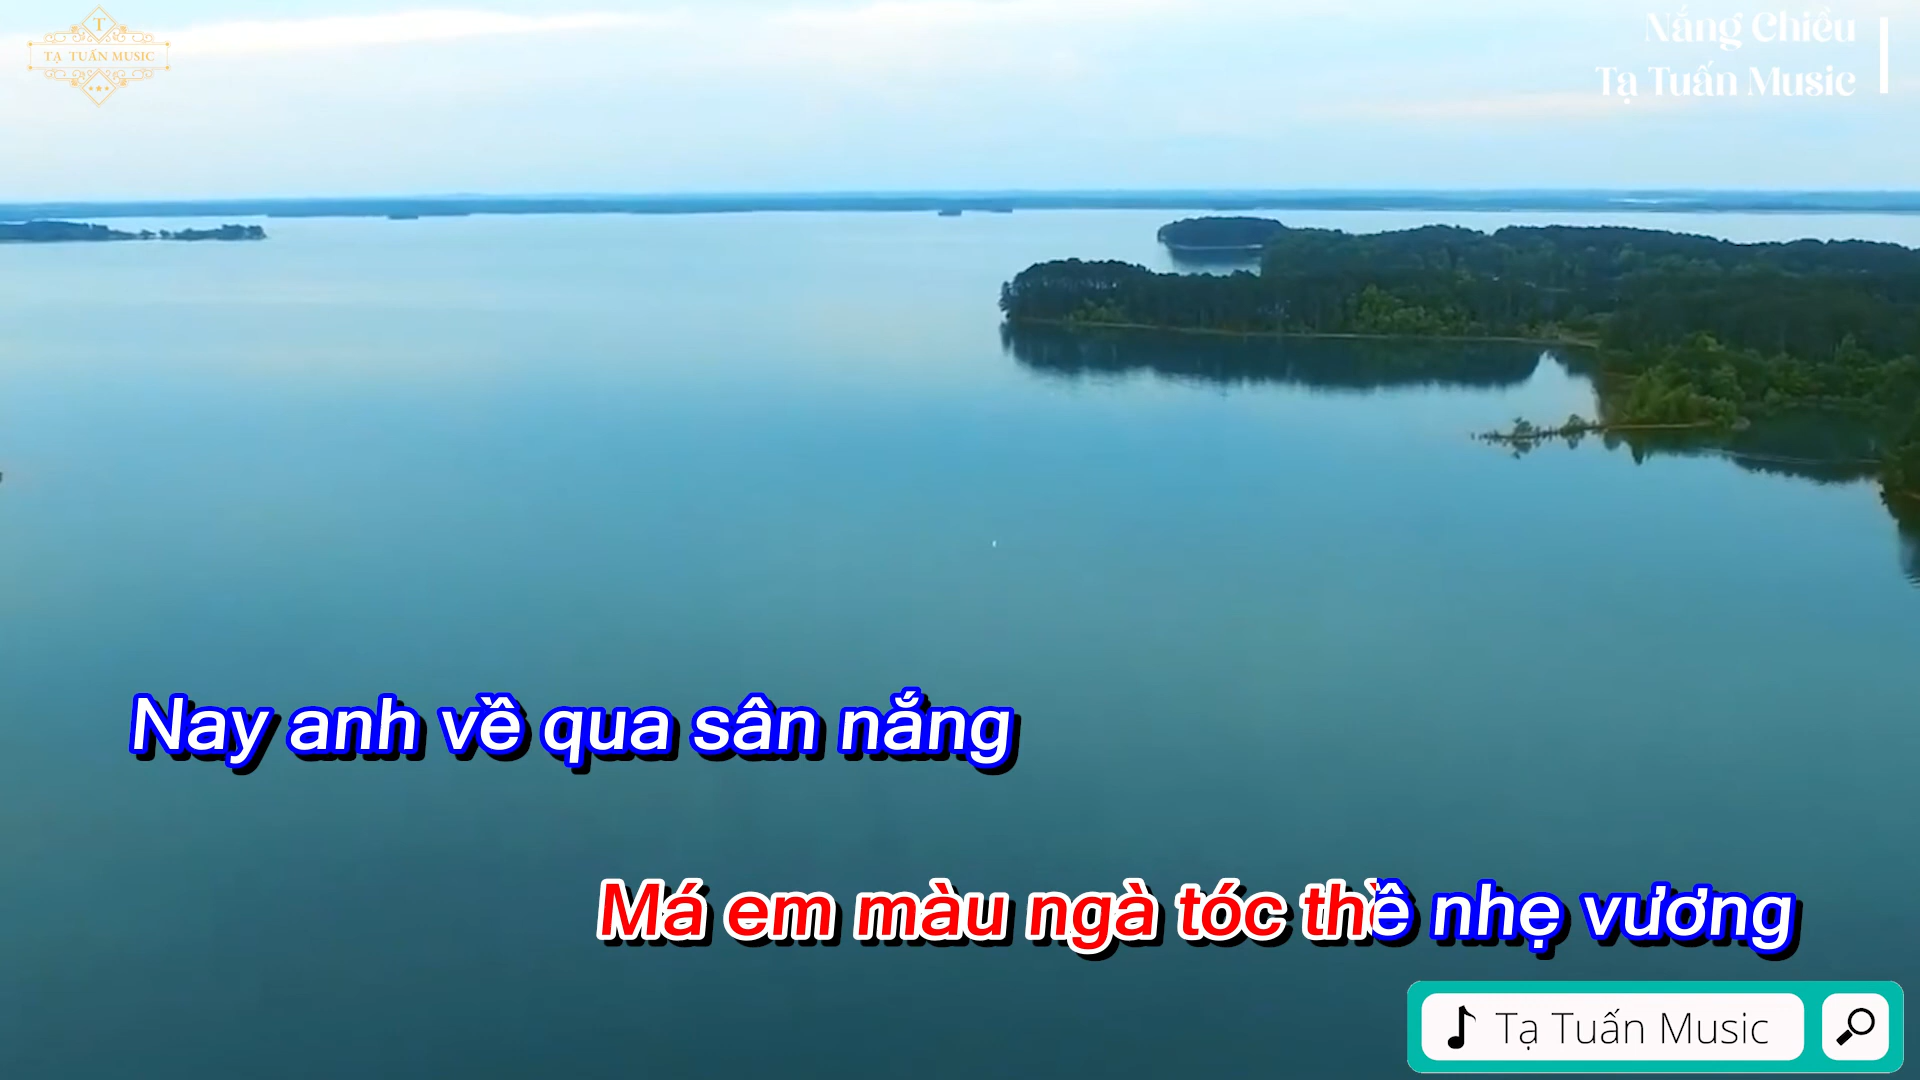 T
TẠ TUẤN MUSIC
Nắng Chiều
Tạ Tuấn Music
Nay anh về qua sân nắng
Má em màu ngà tóc thề nhẹ vương
Tạ Tuấn Music